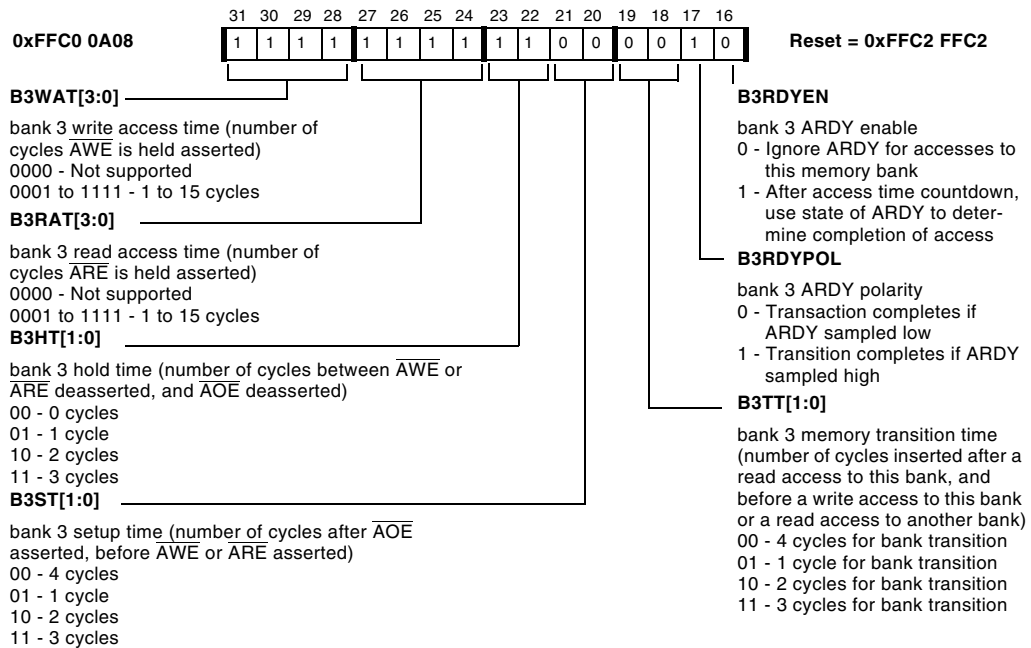 31 30 29 28 27 26 25 24 23 22 21 20 19 18 17 16
0xFFC0 0A08
1 1 1 1 1 1 1 1 1 1 0 0 0 0 1 0
Reset = 0xFFC2 FFC2
B3WAT[3:0]
bank 3 write access time (number of
cycles AWE is held asserted)
0000 - Not supported
0001 to 1111 - 1 to 15 cycles
B3RAT[3:0]
bank 3 read access time (number of
cycles ARE is held asserted)
0000 - Not supported
0001 to 1111 - 1 to 15 cycles
B3HT[1:0]
bank 3 hold time (number of cycles between AWE or
ARE deasserted, and AOE deasserted)
00 - 0 cycles
01 - 1 cycle
10 - 2 cycles
11 - 3 cycles
B3ST[1:0]
bank 3 setup time (number of cycles after AOE
asserted, before AWE or ARE asserted)
00 - 4 cycles
01 - 1 cycle
10 - 2 cycles
11 - 3 cycles
B3RDYEN
bank 3 ARDY enable
0 - Ignore ARDY for accesses to
this memory bank
1 - After access time countdown,
use state of ARDY to deter-
mine completion of access
B3RDYPOL
bank 3 ARDY polarity
0 - Transaction completes if
ARDY sampled low
1 - Transition completes if ARDY
sampled high
B3TT[1:0]
bank 3 memory transition time
(number of cycles inserted after a
read access to this bank, and
before a write access to this bank
or a read access to another bank)
00 - 4 cycles for bank transition
01 - 1 cycle for bank transition
10 - 2 cycles for bank transition
11 - 3 cycles for bank transition